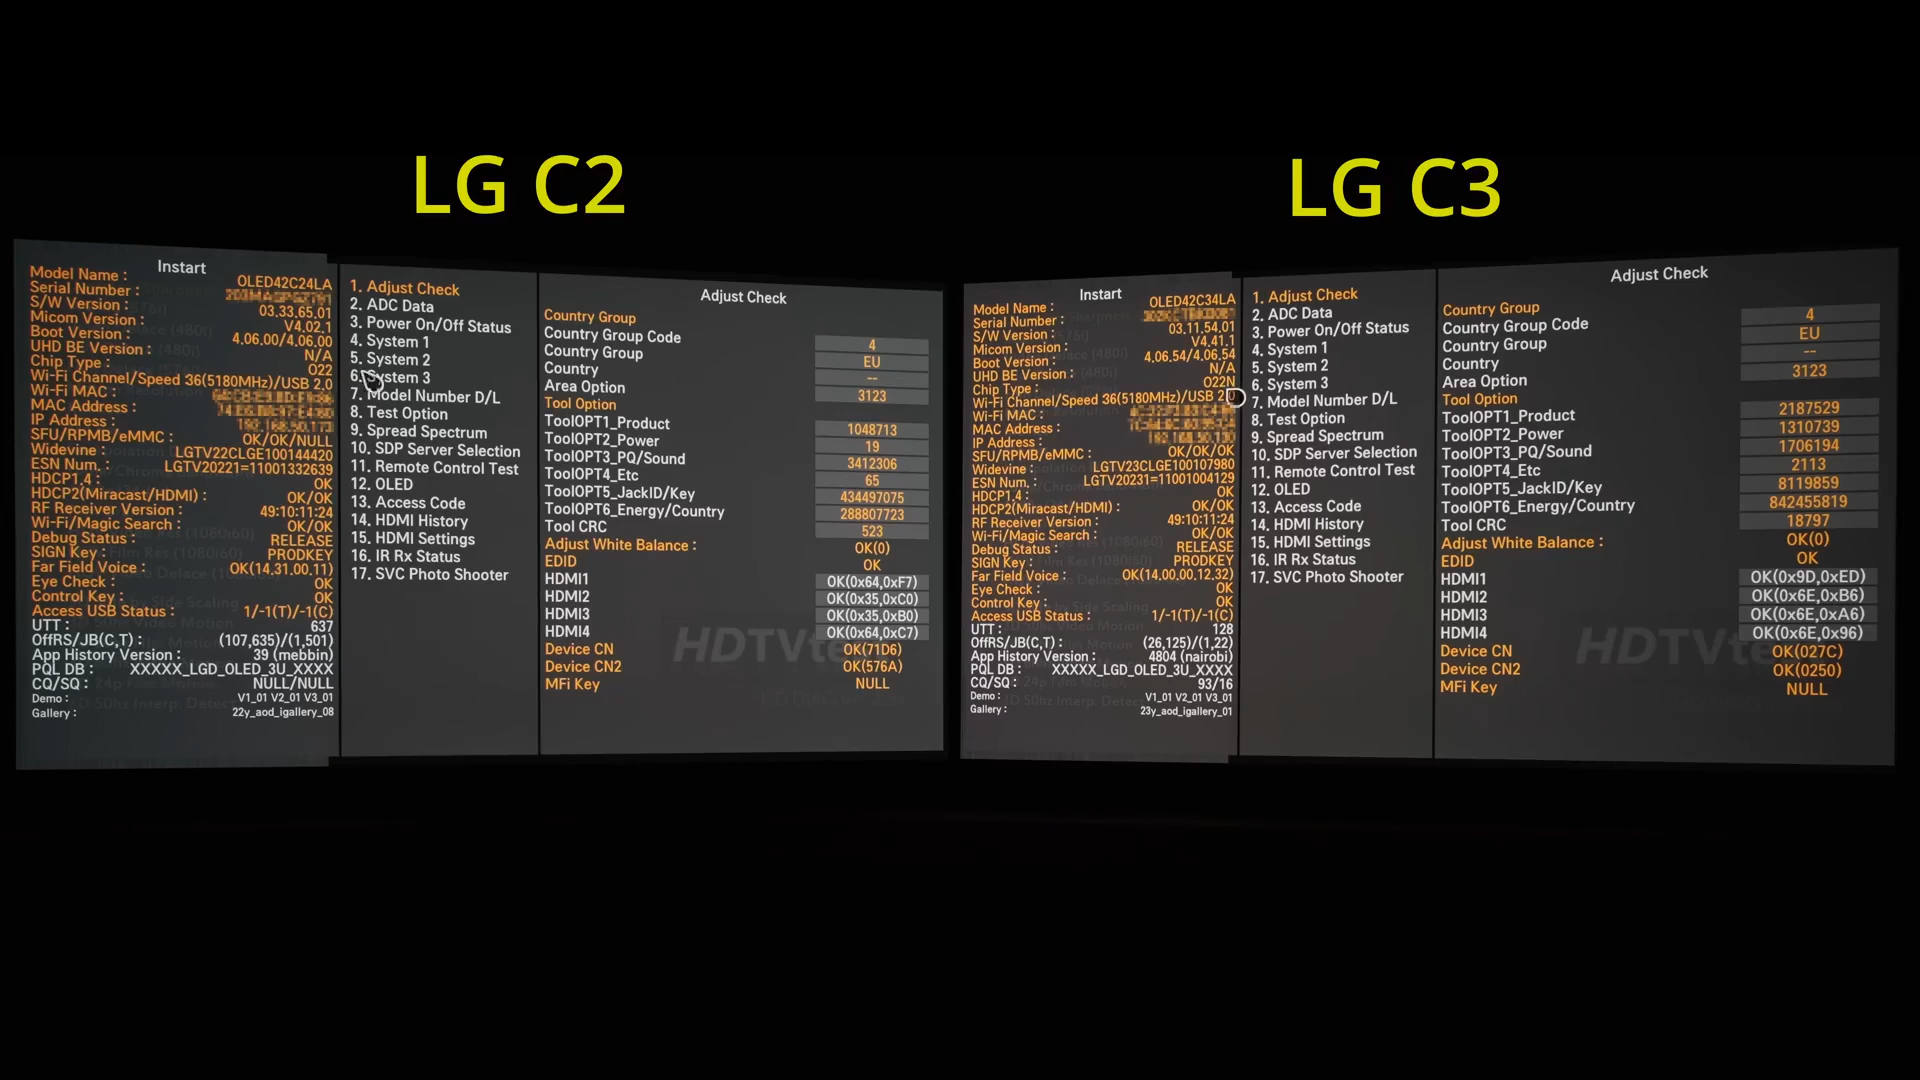 LG C2
Instart
Model Name : OLED42C24LA
Serial Number :
S/W Version : 03.33.65.01
Micom Version : V4.02.1
Boot Version : 4.06.00/4.06.00
UHD BE Version : N/A
Chip Type : O22
Wi-Fi Channel/Speed 36(5180MHz)/USB 2.0
Wi-Fi MAC :
MAC Address :
IP Address :
SFU/RPMB/eMMC : OK/OK/NULL
Widevine : LGTV22CLGE100144420
ESN Num. : LGTV20221=11001332639
HDCP1.4 : OK
HDCP2(Miracast/HDMI) : OK/OK
RF Receiver Version : 49:10:11:24
Wi-Fi/Magic Search : OK/OK
Debug Status : RELEASE
SIGN Key : PRODKEY
Far Field Voice : OK(14.31.00.11)
Eye Check : OK
Control Key : OK
Access USB Status : 1/-1(T)/-1(C)
UTT : 637
OffRS/JB(C,T) : (107,635)/(1,501)
App History Version : 39 (mebbin)
PQL DB : XXXXX_LGD_OLED_3U_XXXX
CQ/SQ : NULL/NULL
Demo : V1_01 V2_01 V3_01
Gallery : 22y_aod_igallery_08
1. Adjust Check
2. ADC Data
3. Power On/Off Status
4. System 1
5. System 2
6. System 3
7. Model Number D/L
8. Test Option
9. Spread Spectrum
10. SDP Server Selection
11. Remote Control Test
12. OLED
13. Access Code
14. HDMI History
15. HDMI Settings
16. IR Rx Status
17. SVC Photo Shooter
Adjust Check
Country Group
Country Group Code 4
Country Group EU
Country --
Area Option 3123
Tool Option
ToolOPT1_Product 1048713
ToolOPT2_Power 19
ToolOPT3_PQ/Sound 3412306
ToolOPT4_Etc 65
ToolOPT5_JackID/Key 434497075
ToolOPT6_Energy/Country 288807723
Tool CRC 523
Adjust White Balance : OK(0)
EDID OK
HDMI1 OK(0x64,0xF7)
HDMI2 OK(0x35,0xC0)
HDMI3 OK(0x35,0xB0)
HDMI4 OK(0x64,0xC7)
Device CN OK(71D6)
Device CN2 OK(576A)
MFi Key NULL
HDTVte
LG C3
Instart
Model Name : OLED42C34LA
Serial Number :
S/W Version : 03.11.54.01
Micom Version : V4.41.1
Boot Version : 4.06.54/4.06.54
UHD BE Version : N/A
Chip Type : O22N
Wi-Fi Channel/Speed 36(5180MHz)/USB
Wi-Fi MAC :
MAC Address :
IP Address :
SFU/RPMB/eMMC : OK/OK/OK
Widevine : LGTV23CLGE100107980
ESN Num. : LGTV20231=11001004129
HDCP1.4 : OK
HDCP2(Miracast/HDMI) : OK/OK
RF Receiver Version : 49:10:11:24
Wi-Fi/Magic Search : OK/OK
Debug Status : RELEASE
SIGN Key : PRODKEY
Far Field Voice : OK(14.00.00.12.32)
Eye Check : OK
Control Key : OK
Access USB Status : 1/-1(T)/-1(C)
UTT : 128
OffRS/JB(C,T) : (26,125)/(1,22)
App History Version : 4804 (nairobi)
PQL DB : XXXXX_LGD_OLED_3U_XXXX
CQ/SQ : 93/16
Demo : V1_01 V2_01 V3_01
Gallery : 23y_aod_igallery_01
1. Adjust Check
2. ADC Data
3. Power On/Off Status
4. System 1
5. System 2
6. System 3
7. Model Number D/L
8. Test Option
9. Spread Spectrum
10. SDP Server Selection
11. Remote Control Test
12. OLED
13. Access Code
14. HDMI History
15. HDMI Settings
16. IR Rx Status
17. SVC Photo Shooter
Adjust Check
Country Group
Country Group Code 4
Country Group EU
Country --
Area Option 3123
Tool Option
ToolOPT1_Product 2187529
ToolOPT2_Power 1310739
ToolOPT3_PQ/Sound 1706194
ToolOPT4_Etc 2113
ToolOPT5_JackID/Key 8119859
ToolOPT6_Energy/Country 842455819
Tool CRC 18797
Adjust White Balance : OK(0)
EDID OK
HDMI1 OK(0x9D,0xED)
HDMI2 OK(0x6E,0xB6)
HDMI3 OK(0x6E,0xA6)
HDMI4 OK(0x6E,0x96)
Device CN OK(027C)
Device CN2 OK(0250)
MFi Key NULL
HDTVte